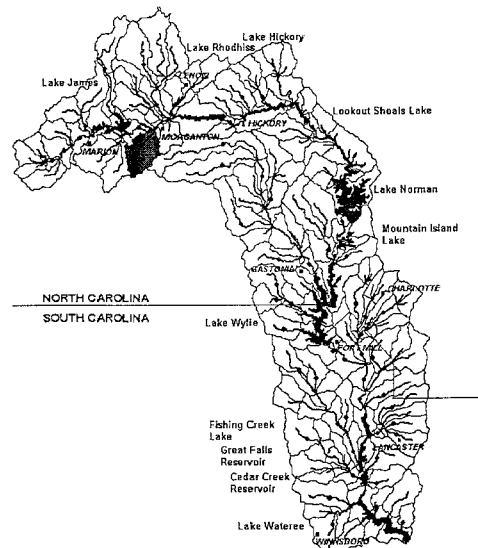 Lake Hickory
Lake Rhodhiss
LENOIR
Lake James
Lookout Shoals Lake
HICKORY
MORGANTON
MARION
Lake Norman
Mountain Island
Lake
GASTONIA
CHARLOTTE
NORTH CAROLINA
SOUTH CAROLINA
Lake Wylie
FORT MILL
Fishing Creek
Lake
LANCASTER
Great Falls
Reservoir
Cedar Creek
Reservoir
Lake Wateree
WINNSBORO